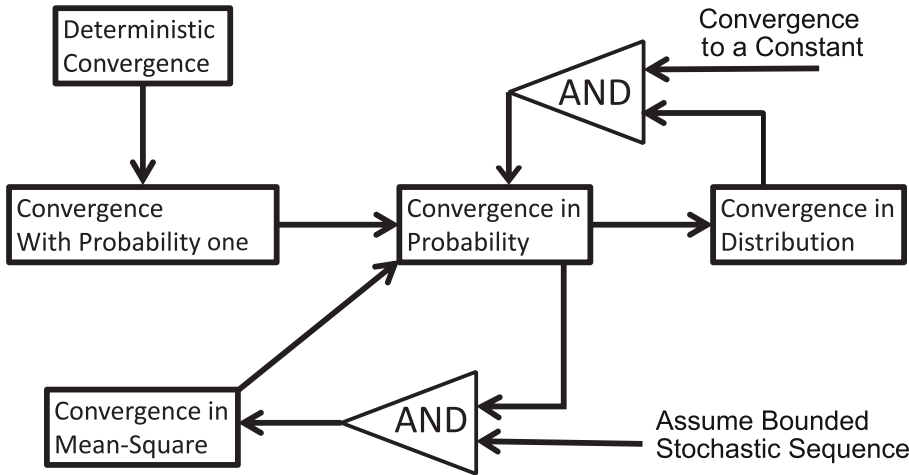 Deterministic
Convergence
Convergence
to a Constant
AND
Convergence
With Probability one
Convergence in
Probability
Convergence in
Distribution
Convergence in
Mean-Square
AND
Assume Bounded
Stochastic Sequence